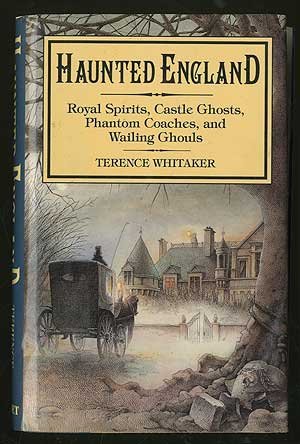 HAUNTED ENGLAND
Royal Spirits, Castle Ghosts,
Phantom Coaches, and
Wailing Ghouls
TERENCE WHITAKER